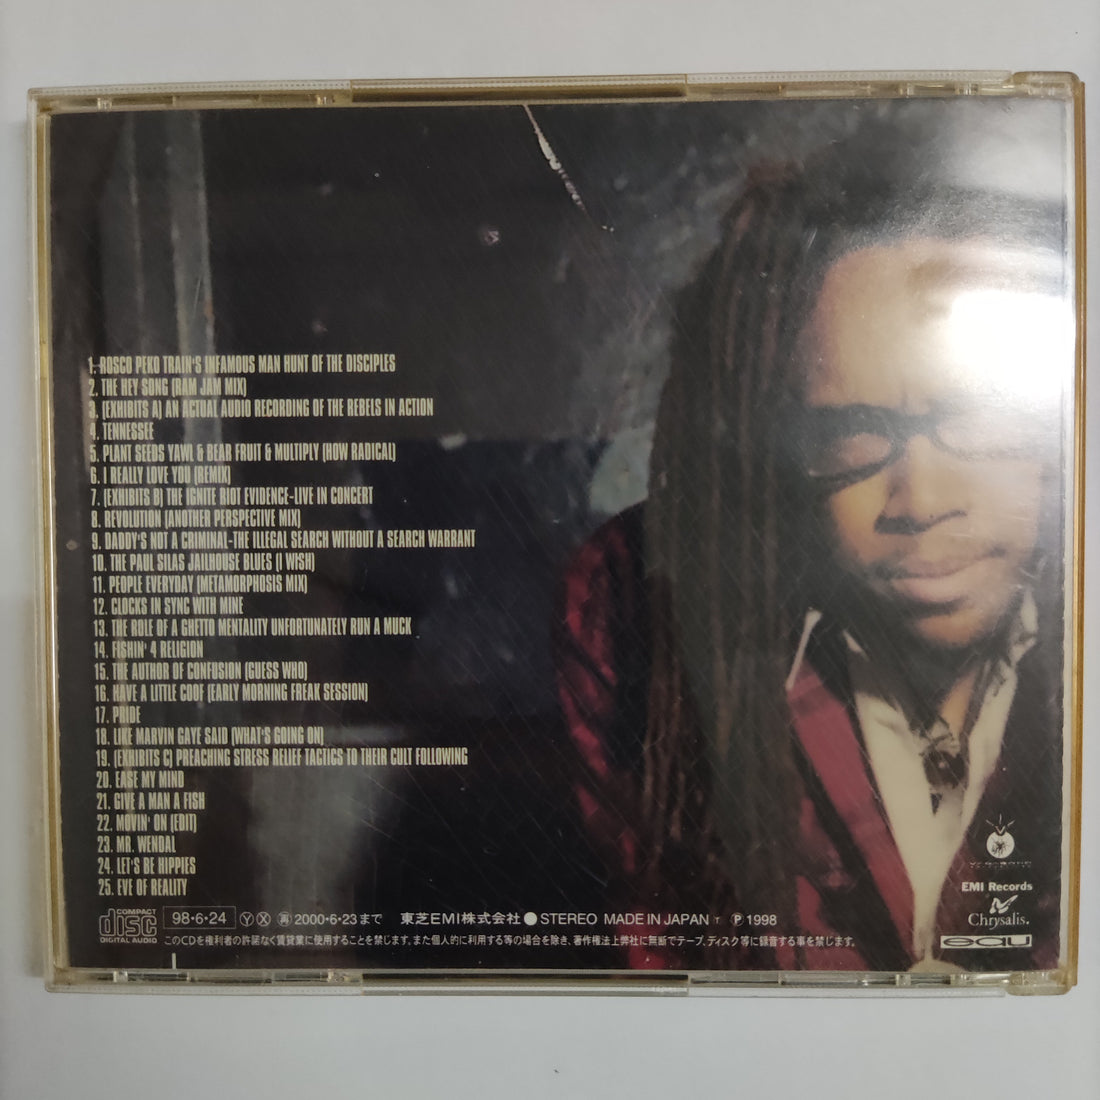 1. ROSCO PEKO TRAIN'S INFAMOUS MAN HUNT OF THE DISCIPLES
2. THE HEY SONG (RAM JAM MIX)
3. (EXHIBITS A) AN ACTUAL AUDIO RECORDING OF THE REBELS IN ACTION
4. TENNESSEE
5. PLANT SEEDS YAWL & BEAR FRUIT & MULTIPLY (HOW RADICAL)
6. I REALLY LOVE YOU (REMIX)
7. (EXHIBITS B) THE IGNITE RIOT EVIDENCE-LIVE IN CONCERT
8. REVOLUTION (ANOTHER PERSPECTIVE MIX)
9. DADDY'S NOT A CRIMINAL-THE ILLEGAL SEARCH WITHOUT A SEARCH WARRANT
10. THE PAUL SILAS JAILHOUSE BLUES (I WISH)
11. PEOPLE EVERYDAY (METAMORPHOSIS MIX)
12. CLOCKS IN SYNC WITH MINE
13. THE ROLE OF A GHETTO MENTALITY UNFORTUNATELY RUN A MUCK
14. FISHIN' 4 RELIGION
15. THE AUTHOR OF CONFUSION (GUESS WHO)
16. HAVE A LITTLE COOF (EARLY MORNING FREAK SESSION)
17. PRIDE
18. LIKE MARVIN GAYE SAID (WHAT'S GOING ON)
19. (EXHIBITS C) PREACHING STRESS RELIEF TACTICS TO THEIR CULT FOLLOWING
20. EASE MY MIND
21. GIVE A MAN A FISH
22. MOVIN' ON (EDIT)
23. MR. WENDAL
24. LET'S BE HIPPIES
25. EVE OF REALITY
EMI Records
Chrysalis.
eau
COMPACT
disc
DIGITAL AUDIO
98・6・24 Ⓨ Ⓧ ㊢ 2000・6・23まで 東芝EMI株式会社 ● STEREO MADE IN JAPAN T Ⓟ 1998
このCDを権利者の許諾なく賃貸業に使用することを禁じます。また個人的に利用する等の場合を除き、著作権法上弊社に無断でテープ、ディスク等に録音する事を禁じます。